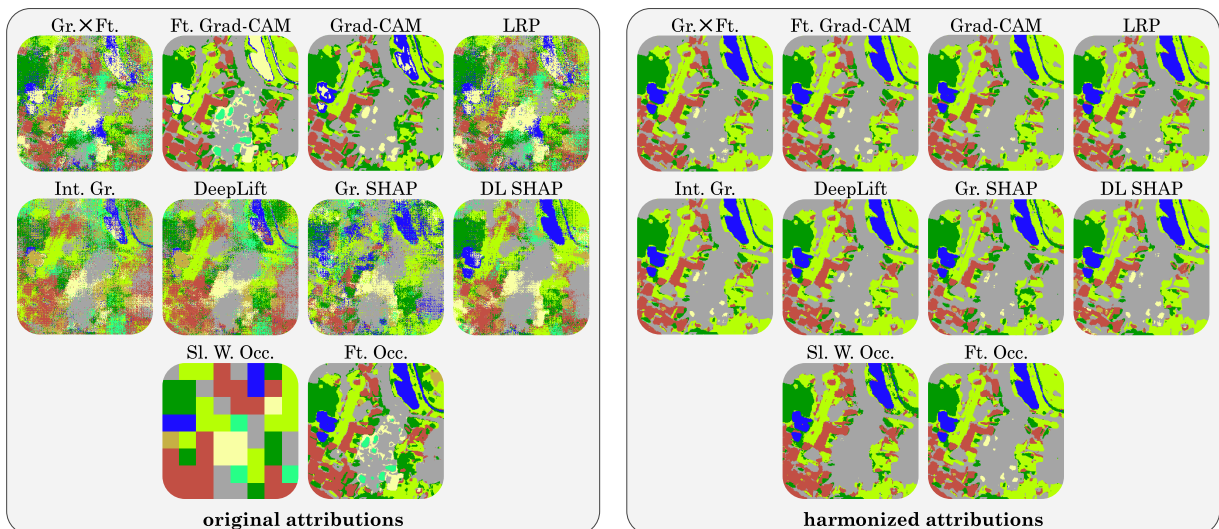 Gr.×Ft. Ft. Grad-CAM Grad-CAM LRP
Int. Gr. DeepLift Gr. SHAP DL SHAP
Sl. W. Occ. Ft. Occ.
original attributions
Gr.×Ft. Ft. Grad-CAM Grad-CAM LRP
Int. Gr. DeepLift Gr. SHAP DL SHAP
Sl. W. Occ. Ft. Occ.
harmonized attributions